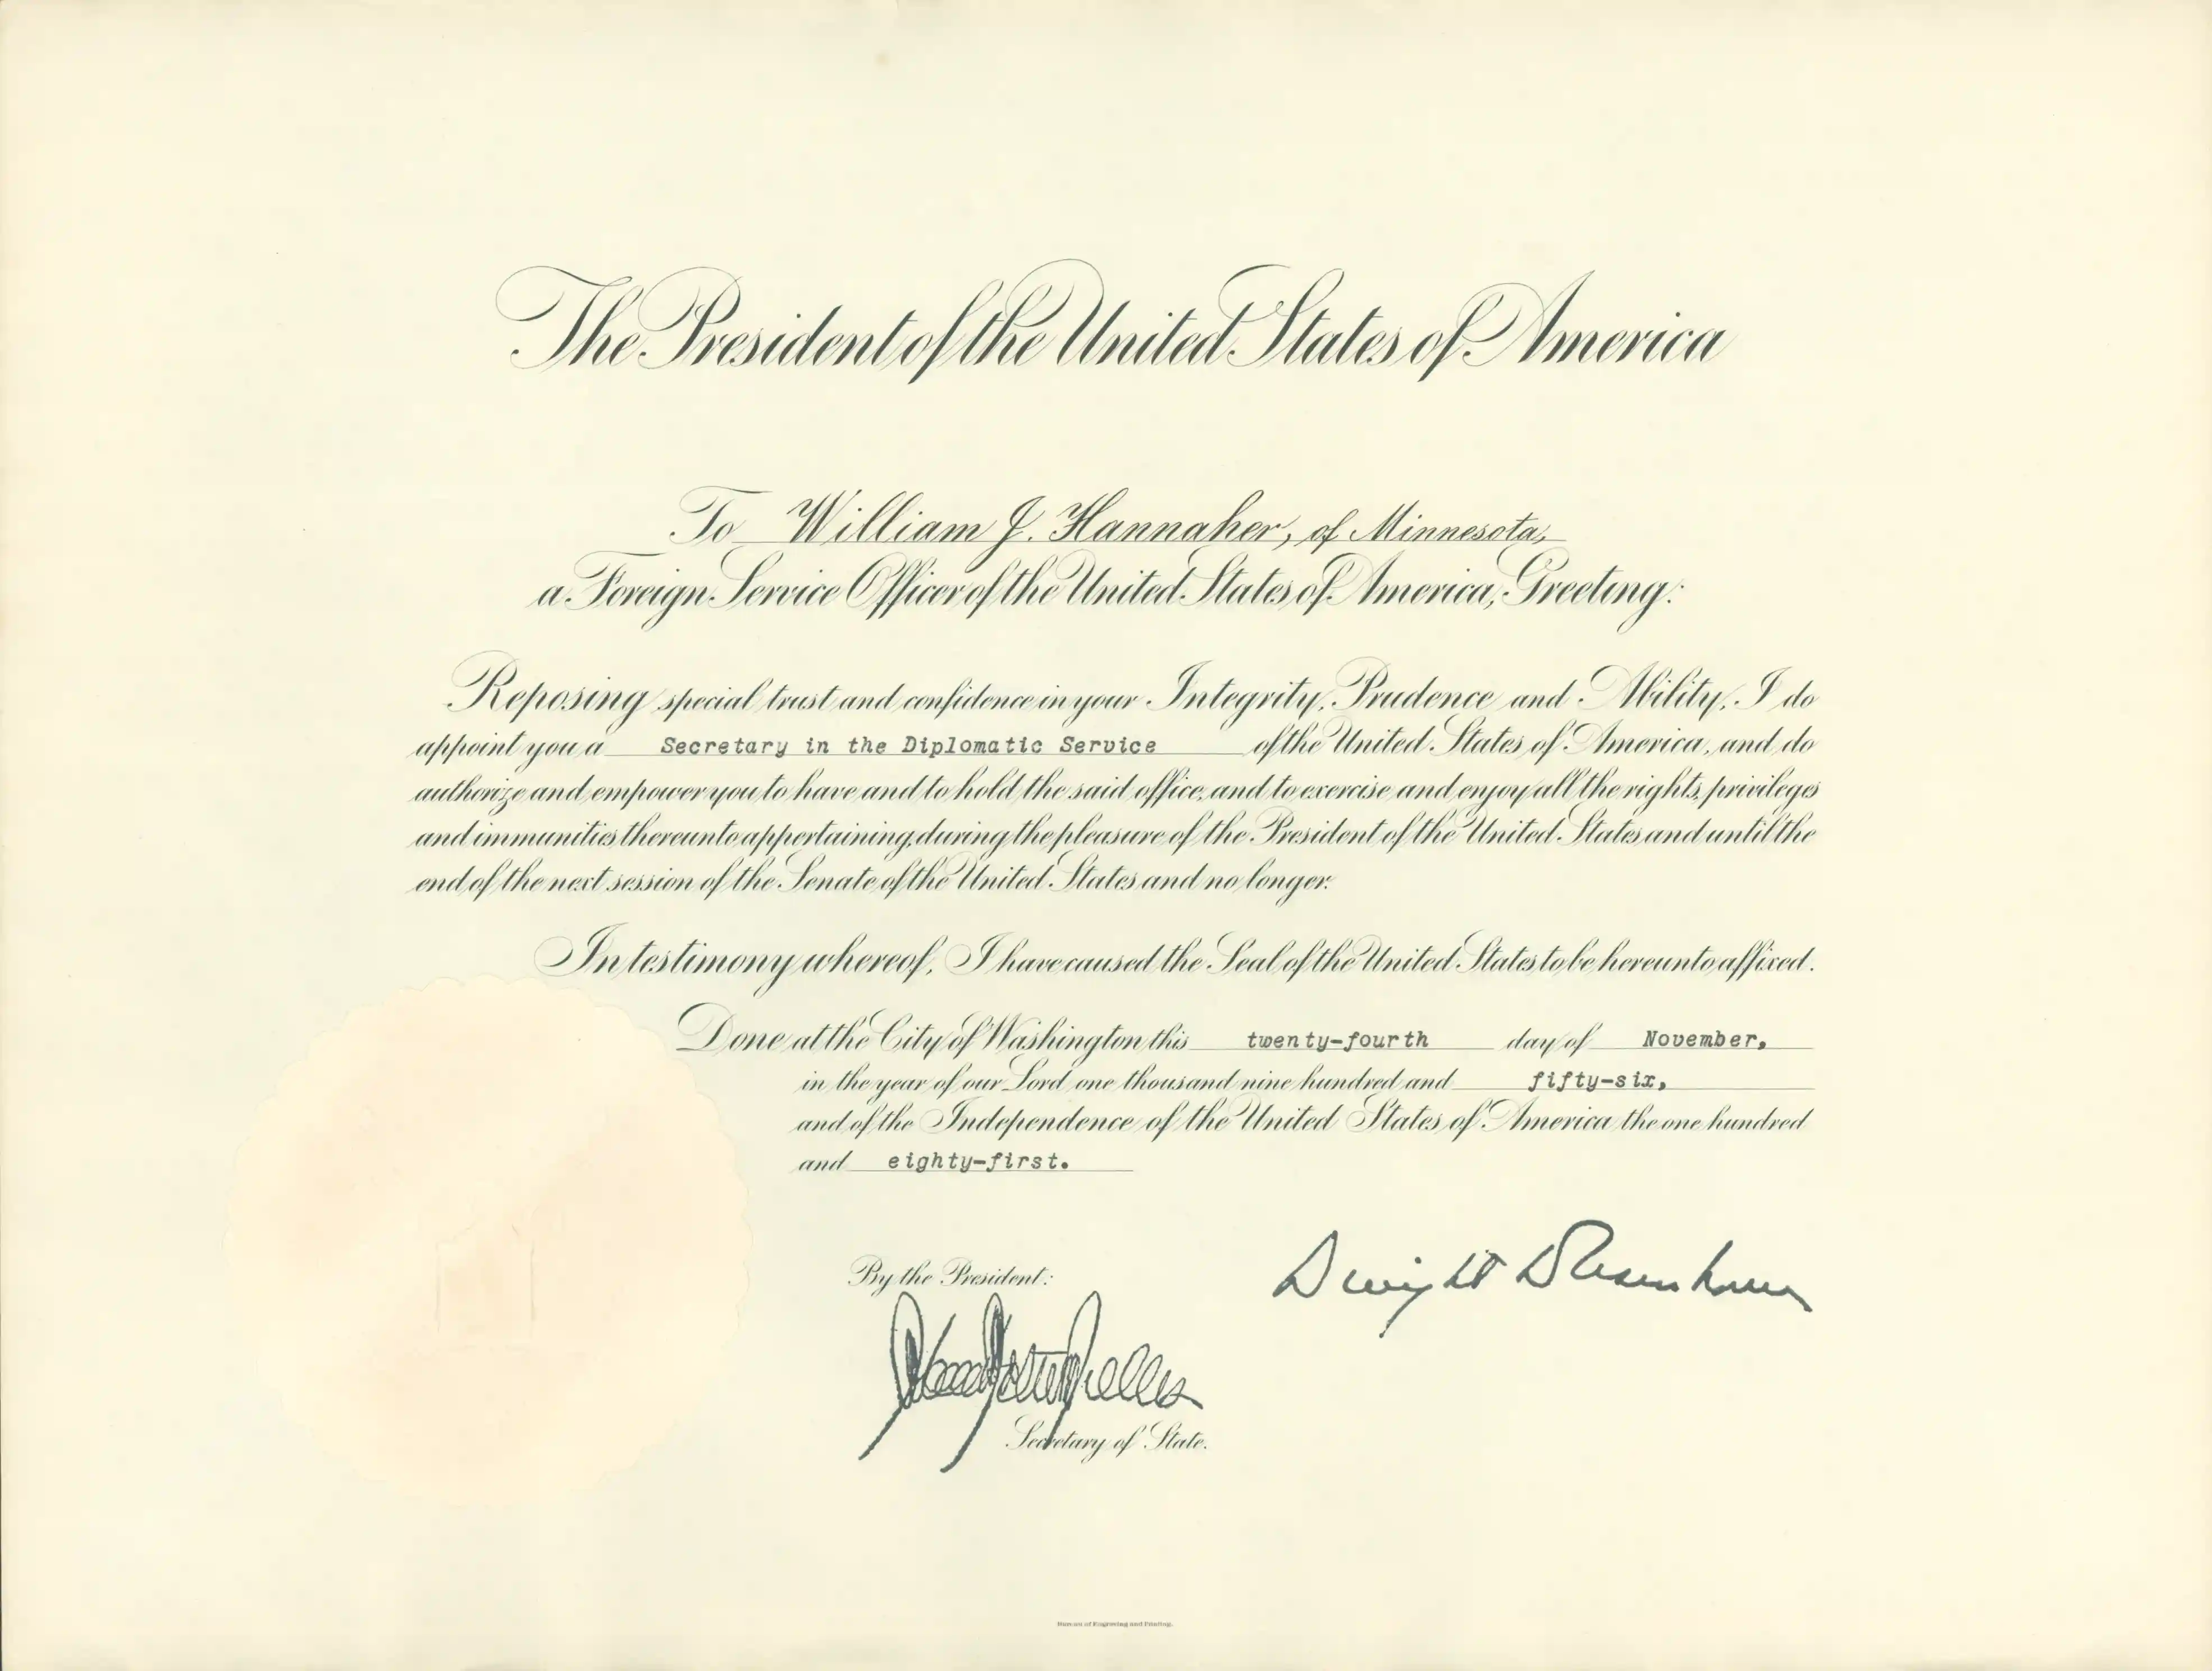 The President of the United States of America
To William J. Hannaher, of Minnesota,
a Foreign Service Officer of the United States of America, Greeting:
Reposing special trust and confidence in your Integrity, Prudence and Ability, I do
appoint you a Secretary in the Diplomatic Service of the United States of America, and do
authorize and empower you to have and to hold the said office, and to exercise and enjoy all the rights, privileges
and immunities thereunto appertaining, during the pleasure of the President of the United States and until the
end of the next session of the Senate of the United States and no longer.
In testimony whereof, I have caused the Seal of the United States to be hereunto affixed.
Done at the City of Washington this twenty-fourth day of November,
in the year of our Lord one thousand nine hundred and fifty-six,
and of the Independence of the United States of America the one hundred
and eighty-first.
By the President:
Dwight D Eisenhower
John Foster Dulles
Secretary of State.
Bureau of Engraving and Printing.